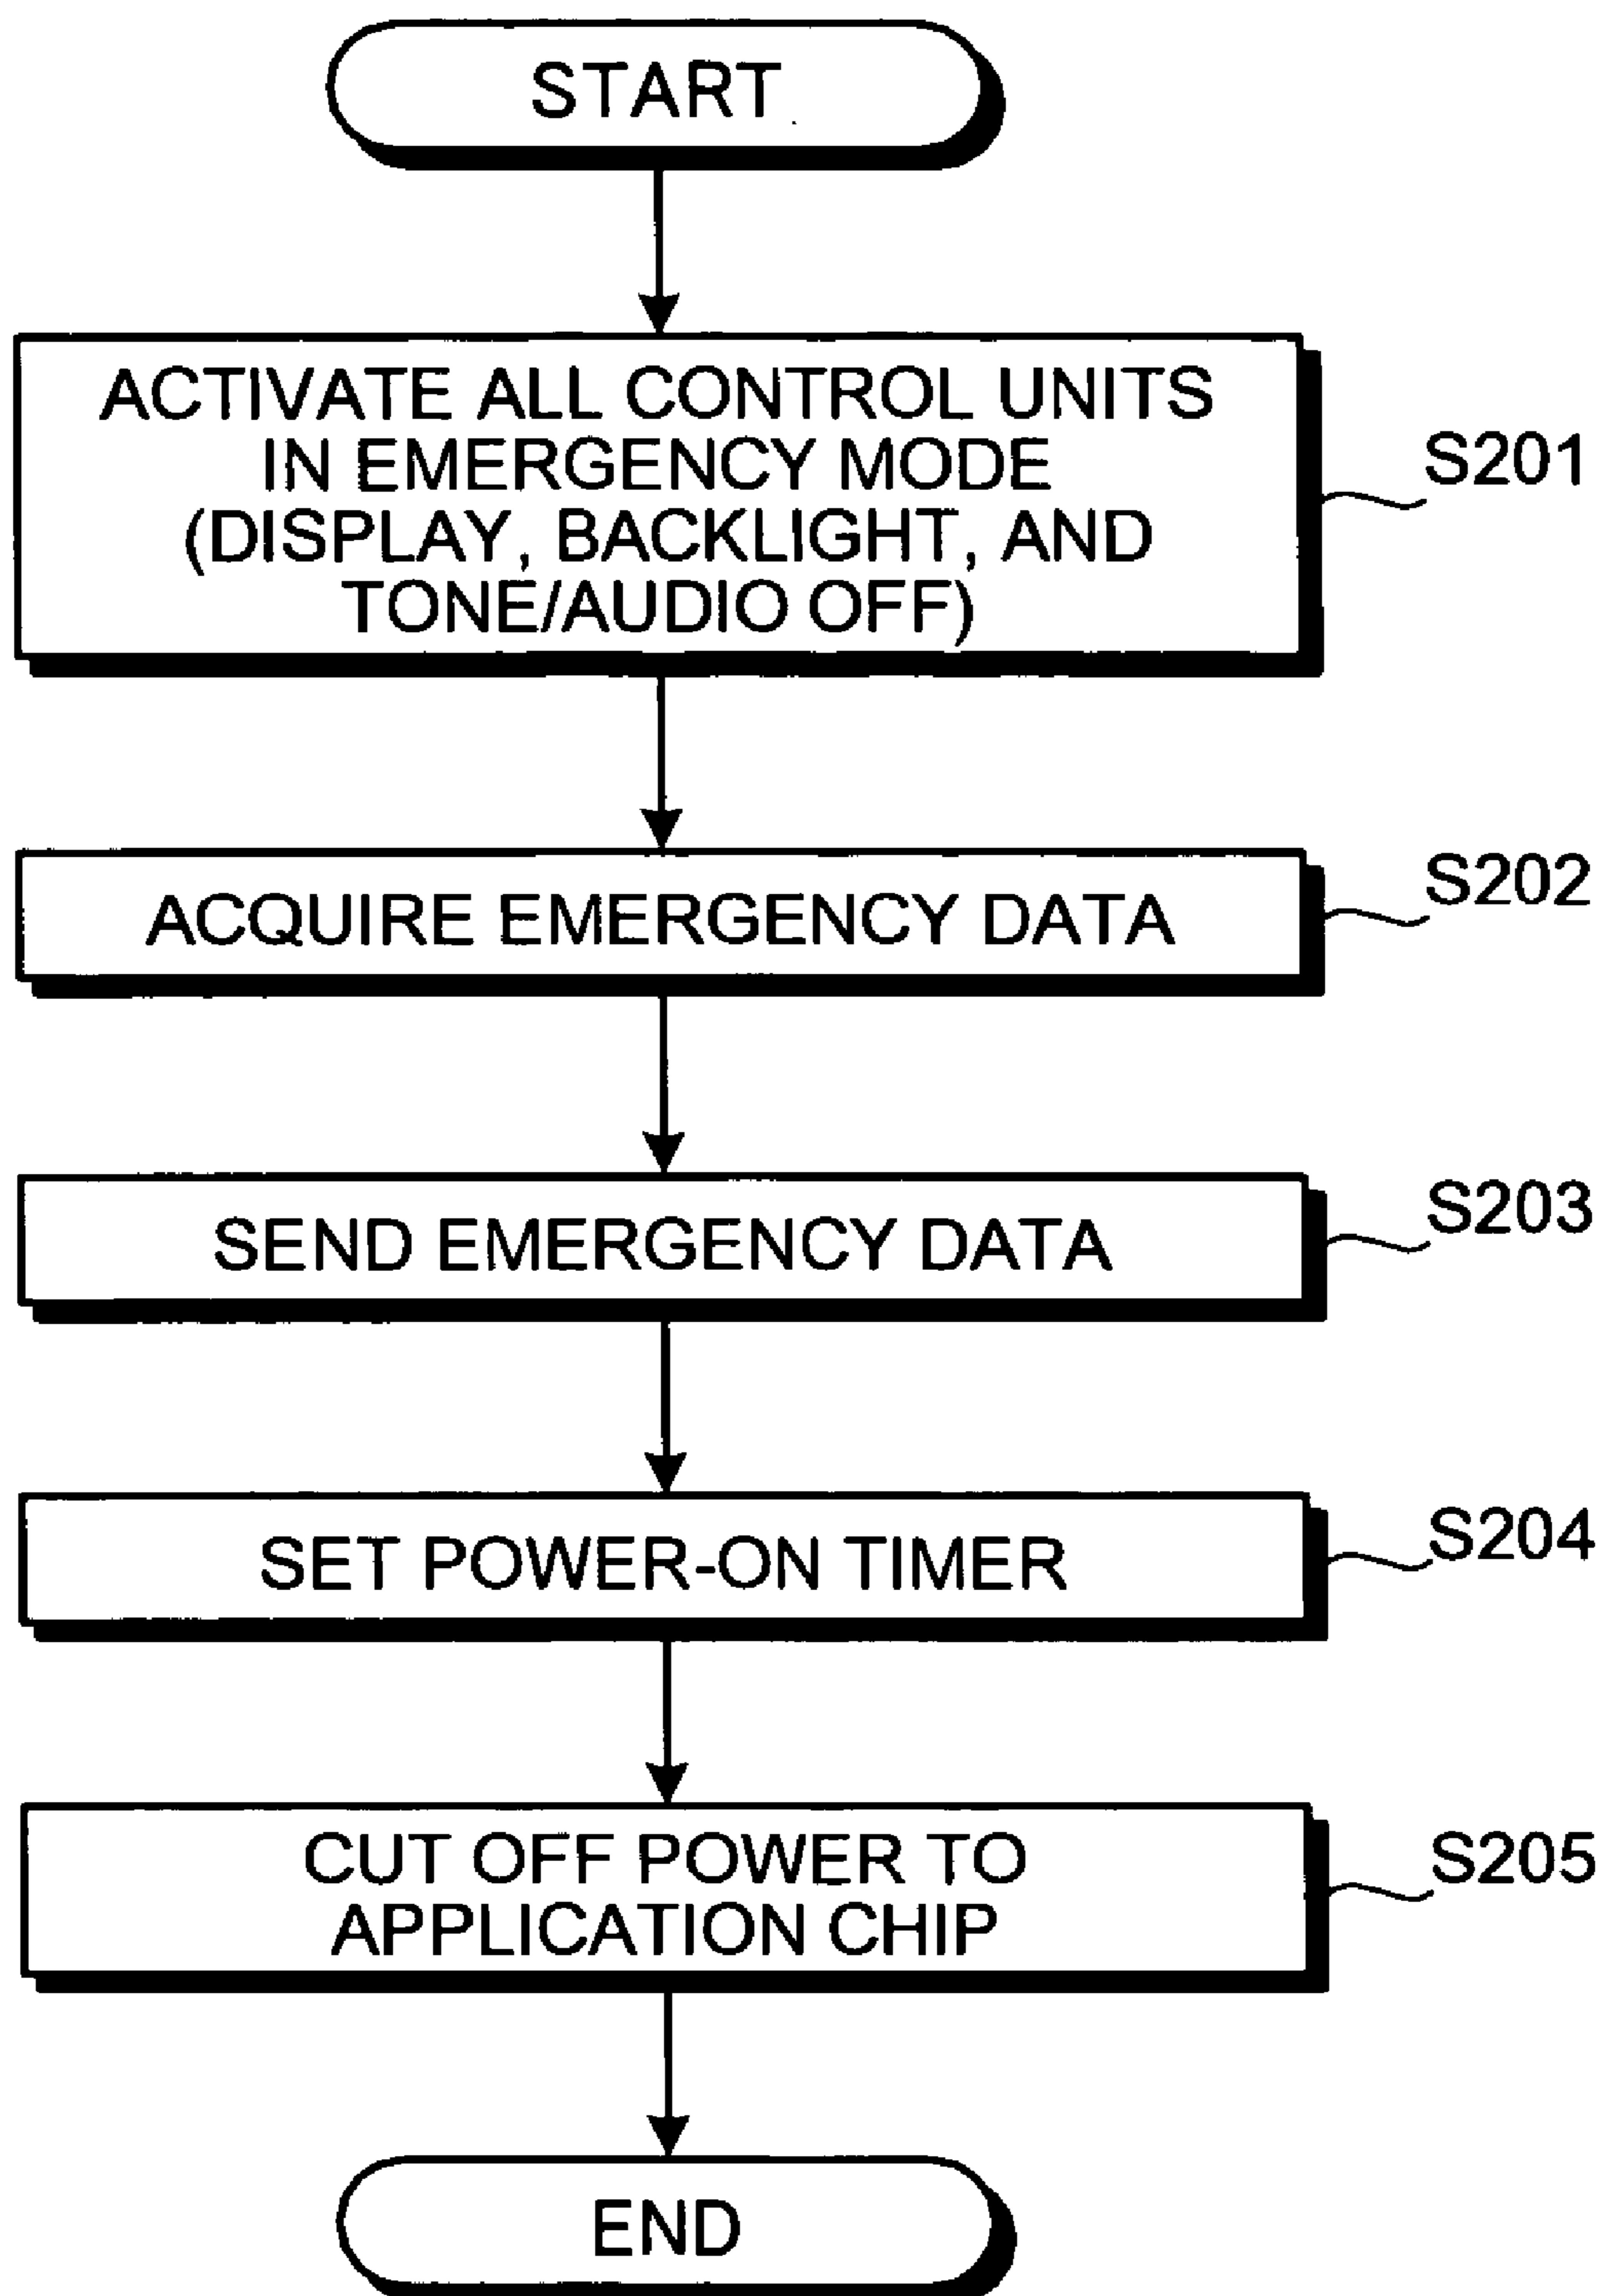 START
ACTIVATE ALL CONTROL UNITS
IN EMERGENCY MODE
(DISPLAY, BACKLIGHT, AND
TONE/AUDIO OFF)
S201
ACQUIRE EMERGENCY DATA
S202
SEND EMERGENCY DATA
S203
SET POWER-ON TIMER
S204
CUT OFF POWER TO
APPLICATION CHIP
S205
END